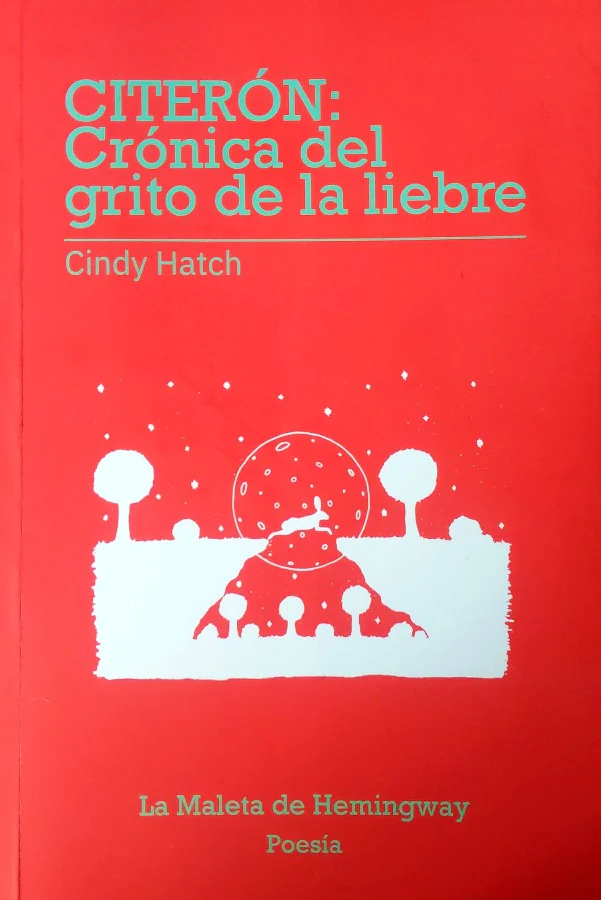 CITERÓN:
Crónica del
grito de la liebre
Cindy Hatch
La Maleta de Hemingway
Poesía